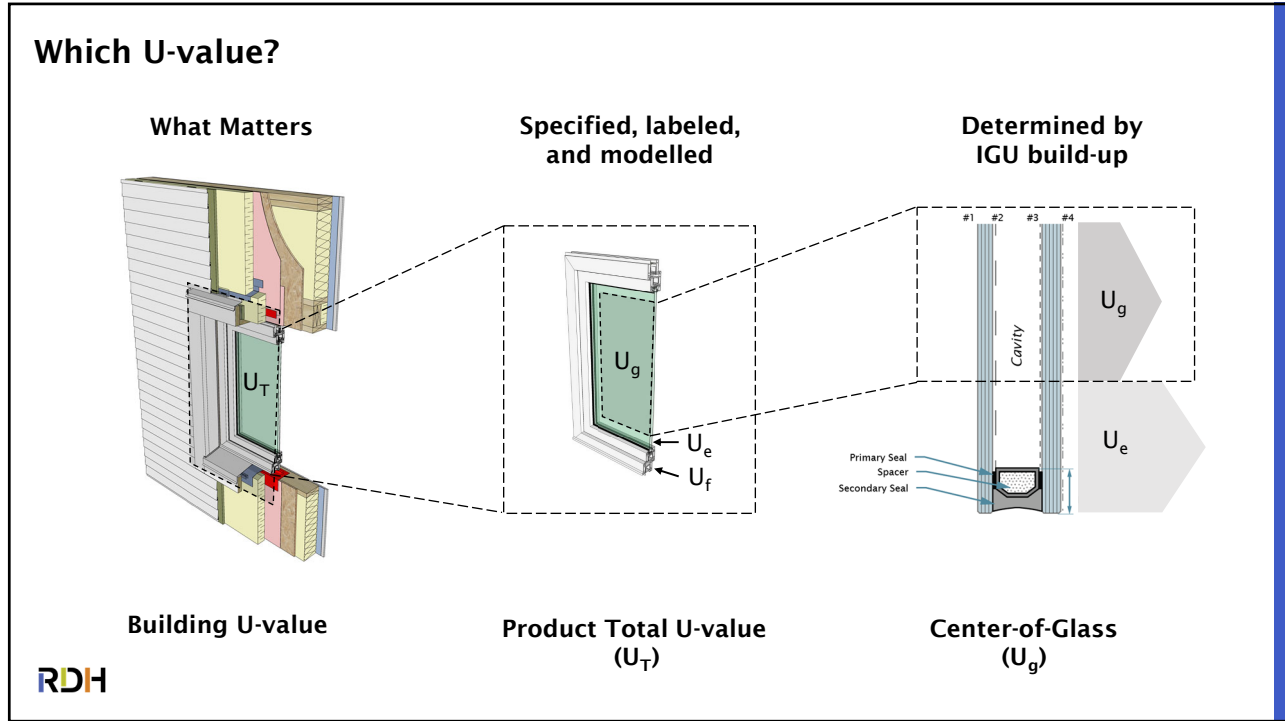 Which U-value?
What Matters
Specified, labeled,
and modelled
Determined by
IGU build-up
U_T
U_g
U_e
U_f
#1 #2 #3 #4
Cavity
U_g
U_e
Primary Seal
Spacer
Secondary Seal
Building U-value
Product Total U-value
(U_T)
Center-of-Glass
(U_g)
RDH